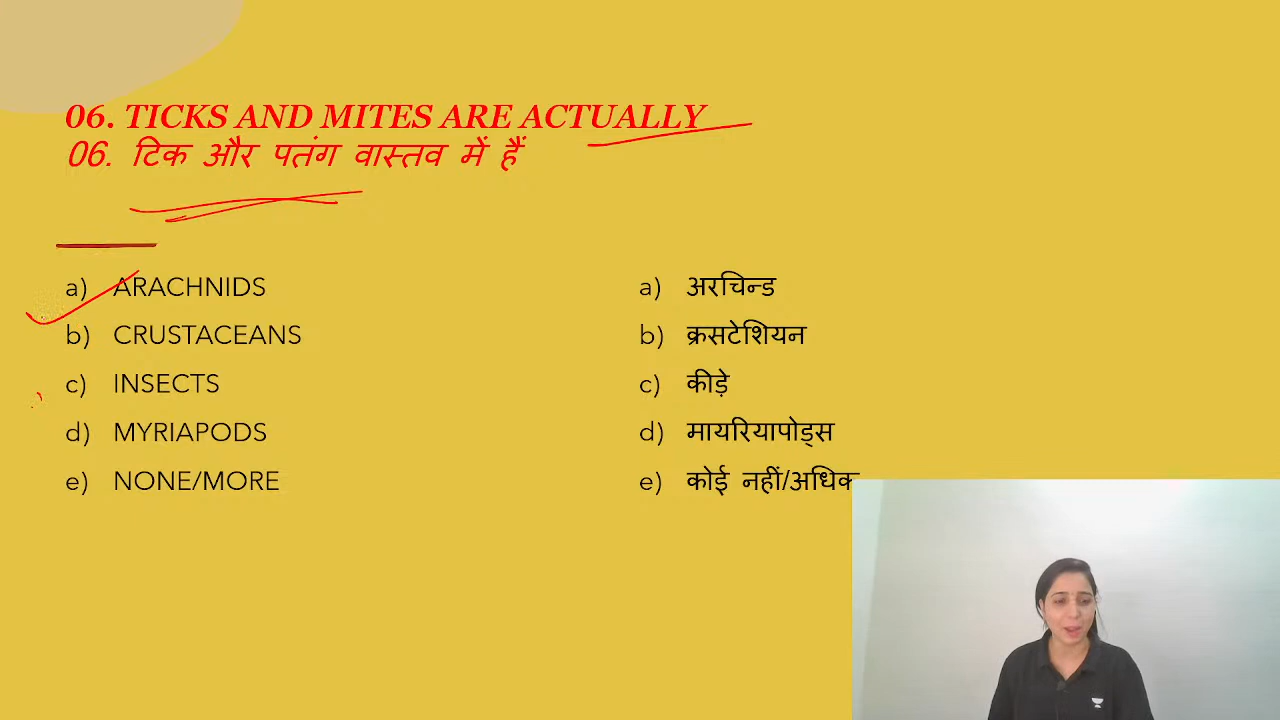 06. TICKS AND MITES ARE ACTUALLY
06. टिक और पतंग वास्तव में हैं
a) ARACHNIDS
b) CRUSTACEANS
c) INSECTS
d) MYRIAPODS
e) NONE/MORE
a) अरचिन्ड
b) क्रसटेशियन
c) कीड़े
d) मायरियापोड्स
e) कोई नहीं/अधिक